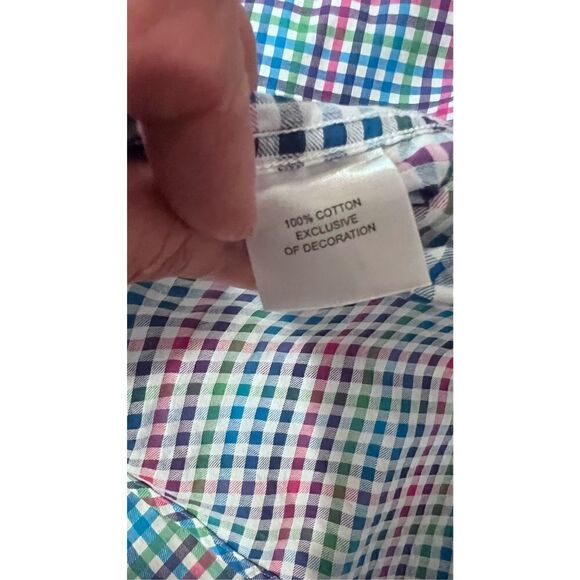 100% COTTON
EXCLUSIVE
OF DECORATION